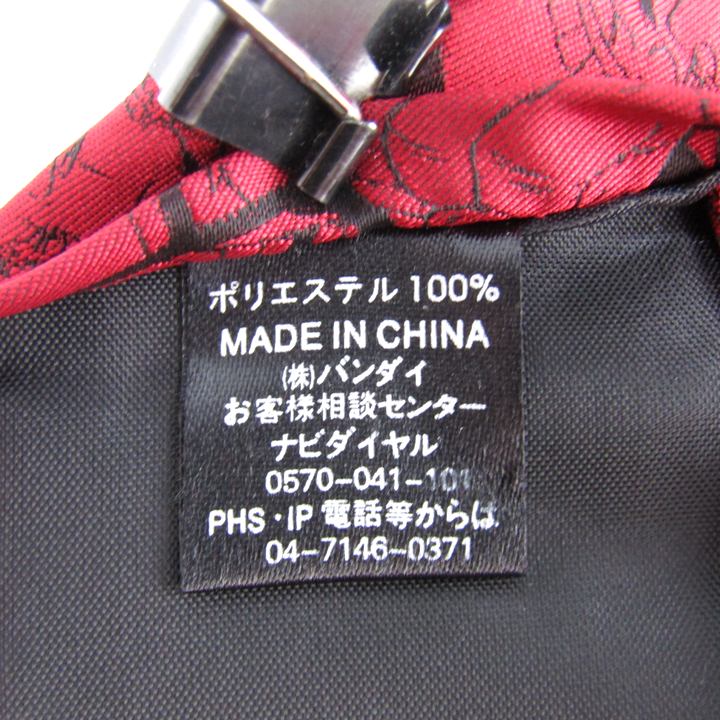 ポリエステル 100%
MADE IN CHINA
㈱バンダイ
お客様相談センター
ナビダイヤル
0570-041-101
PHS・IP 電話等からは
04-7146-0371